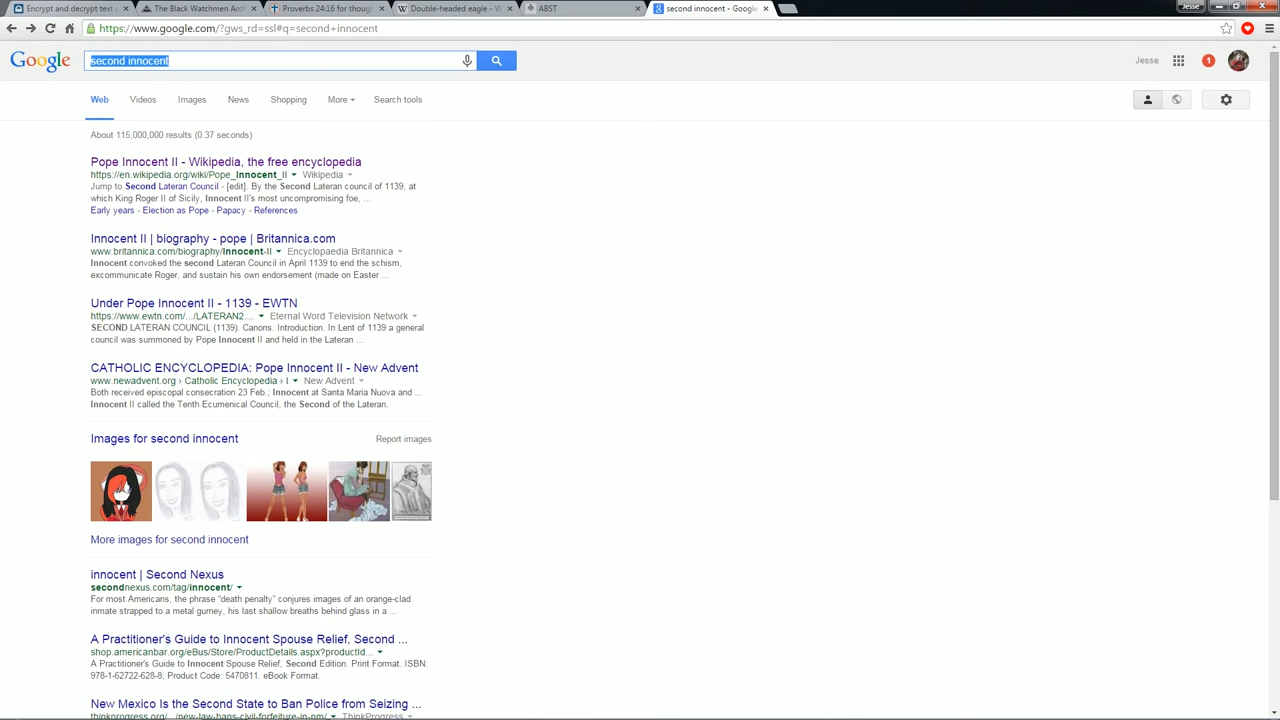 Encrypt and decrypt text
The Black Watchmen Arch
Proverbs 24:16 for though
Double-headed eagle - W
ABST
second innocent - Google
Jesse
https://www.google.com/?gws_rd=ssl#q=second+innocent
Google
second innocent
Jesse
1
Web
Videos
Images
News
Shopping
More
Search tools
About 115,000,000 results (0.37 seconds)
Pope Innocent II - Wikipedia, the free encyclopedia
https://en.wikipedia.org/wiki/Pope_Innocent_II Wikipedia
Jump to Second Lateran Council - [edit]. By the Second Lateran council of 1139, at
which King Roger II of Sicily, Innocent II's most uncompromising foe, ...
Early years - Election as Pope - Papacy - References
Innocent II | biography - pope | Britannica.com
www.britannica.com/biography/Innocent-II Encyclopaedia Britannica
Innocent convoked the second Lateran Council in April 1139 to end the schism,
excommunicate Roger, and sustain his own endorsement (made on Easter ...
Under Pope Innocent II - 1139 - EWTN
https://www.ewtn.com/.../LATERAN2.... Eternal Word Television Network
SECOND LATERAN COUNCIL (1139). Canons. Introduction. In Lent of 1139 a general
council was summoned by Pope Innocent II and held in the Lateran ...
CATHOLIC ENCYCLOPEDIA: Pope Innocent II - New Advent
www.newadvent.org › Catholic Encyclopedia › I New Advent
Both received episcopal consecration 23 Feb.; Innocent at Santa Maria Nuova and ...
Innocent II called the Tenth Ecumenical Council, the Second of the Lateran.
Images for second innocent
Report images
More images for second innocent
innocent | Second Nexus
secondnexus.com/tag/innocent/
For most Americans, the phrase “death penalty” conjures images of an orange-clad
inmate strapped to a metal gurney, his last shallow breaths behind glass in a ...
A Practitioner's Guide to Innocent Spouse Relief, Second ...
shop.americanbar.org/eBus/Store/ProductDetails.aspx?productId...
A Practitioner's Guide to Innocent Spouse Relief, Second Edition. Print Format. ISBN:
978-1-62722-628-8; Product Code: 5470811. eBook Format.
New Mexico Is the Second State to Ban Police from Seizing ...
thinkprogress.org/.../new-law-bans-civil-forfeiture-in-nm/ ThinkProgress